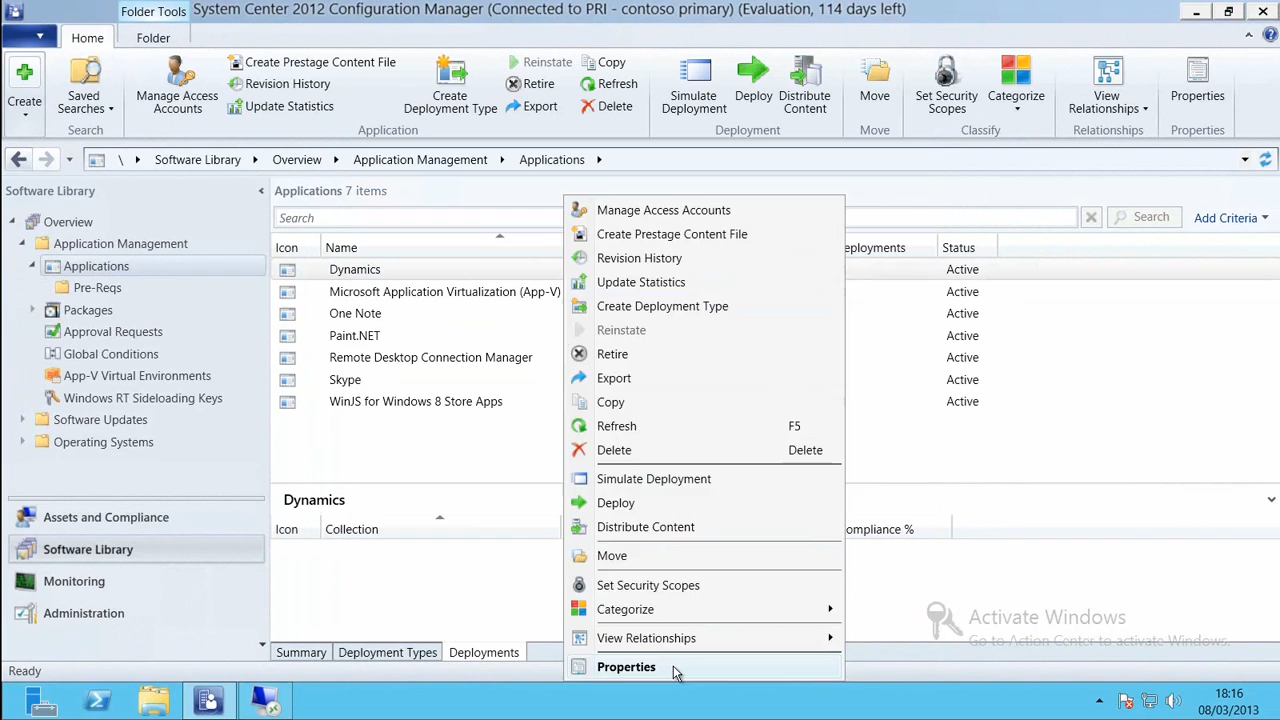 Folder Tools
System Center 2012 Configuration Manager (Connected to PRI - contoso primary) (Evaluation, 114 days left)
Home
Folder
Create
Saved
Searches
Search
Manage Access
Accounts
Create Prestage Content File
Revision History
Update Statistics
Create
Deployment Type
Reinstate
Retire
Export
Copy
Refresh
Delete
Application
Simulate
Deployment
Deploy
Distribute
Content
Deployment
Move
Move
Set Security
Scopes
Categorize
Classify
View
Relationships
Relationships
Properties
Properties
\ Software Library Overview Application Management Applications
Software Library
Overview
Application Management
Applications
Pre-Reqs
Packages
Approval Requests
Global Conditions
App-V Virtual Environments
Windows RT Sideloading Keys
Software Updates
Operating Systems
Assets and Compliance
Software Library
Monitoring
Administration
Applications 7 items
Search
Search
Add Criteria
Icon Name eployments Status
Dynamics Active
Microsoft Application Virtualization (App-V) Active
One Note Active
Paint.NET Active
Remote Desktop Connection Manager Active
Skype Active
WinJS for Windows 8 Store Apps Active
Manage Access Accounts
Create Prestage Content File
Revision History
Update Statistics
Create Deployment Type
Reinstate
Retire
Export
Copy
Refresh F5
Delete Delete
Simulate Deployment
Deploy
Distribute Content
Move
Set Security Scopes
Categorize
View Relationships
Properties
Dynamics
Icon Collection ompliance %
Activate Windows
Go to Action Center to activate Windows.
Summary Deployment Types Deployments
Ready
18:16
08/03/2013